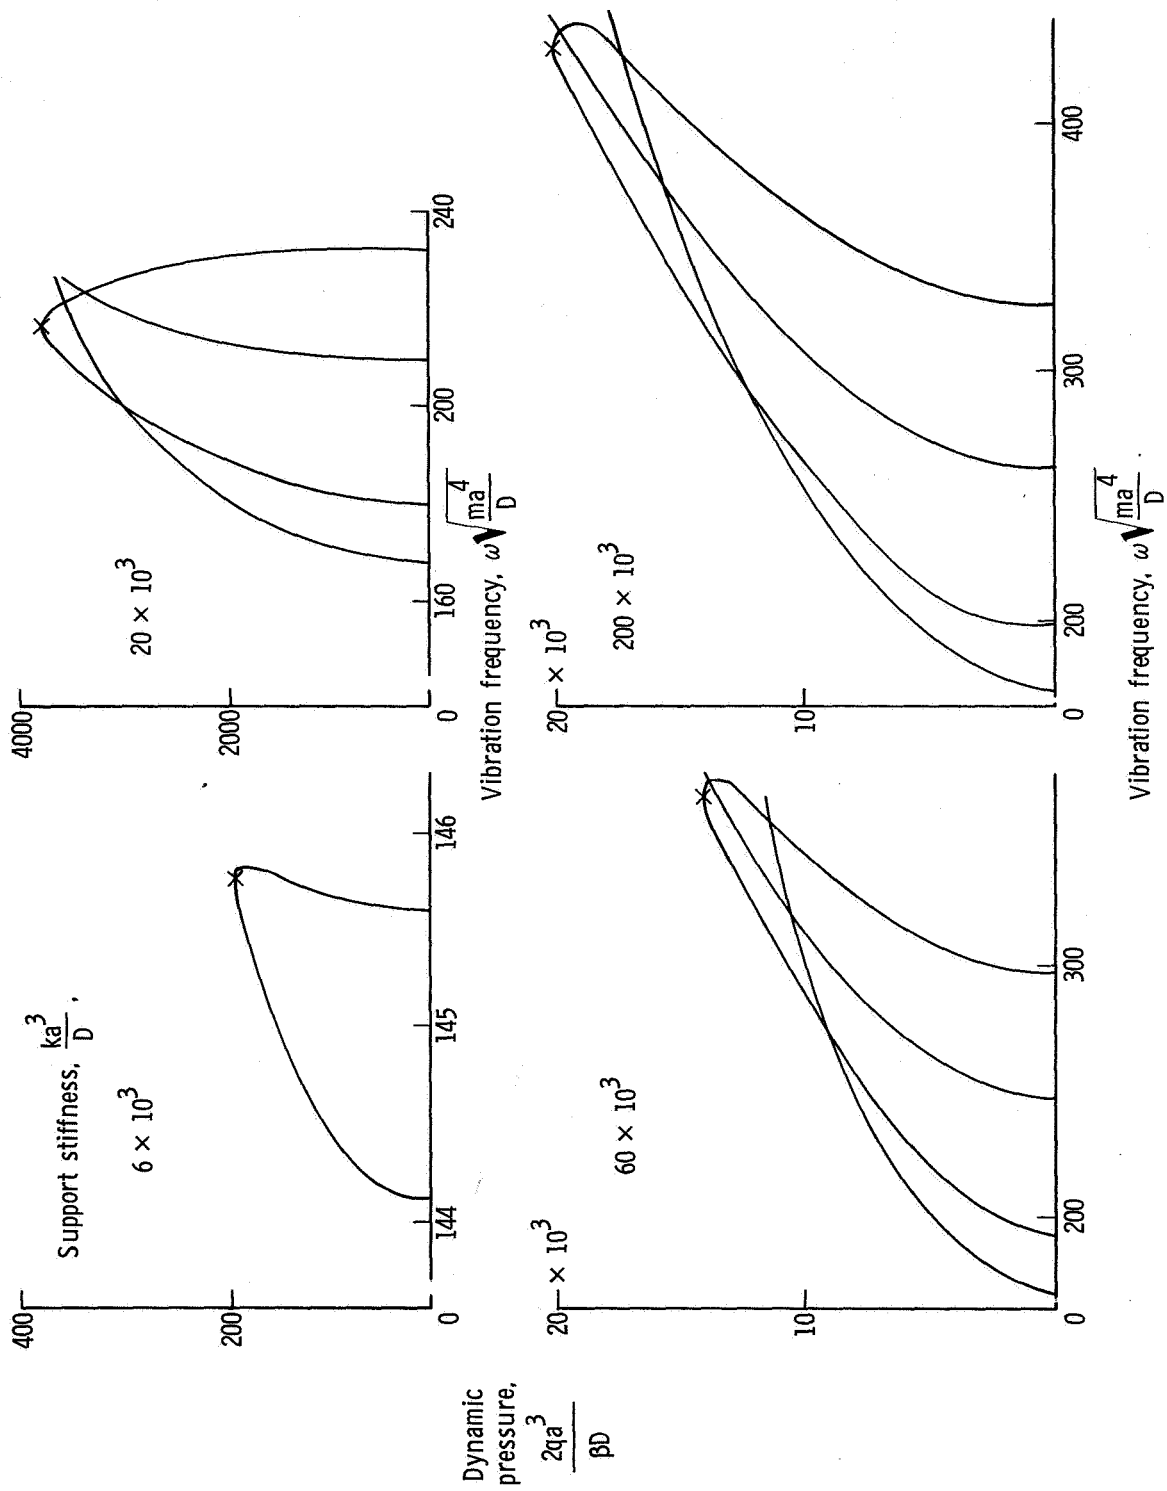 Support stiffness, ka³/D,
6 × 10³
400
200
0
144
145
146
20 × 10³
4000
2000
0
160
200
240
Vibration frequency, ω√ma⁴/D
Dynamic
pressure,
2qa³
βD
60 × 10³
20 × 10³
10
0
200
300
200 × 10³
20 × 10³
10
0
200
300
400
Vibration frequency, ω√ma⁴/D.